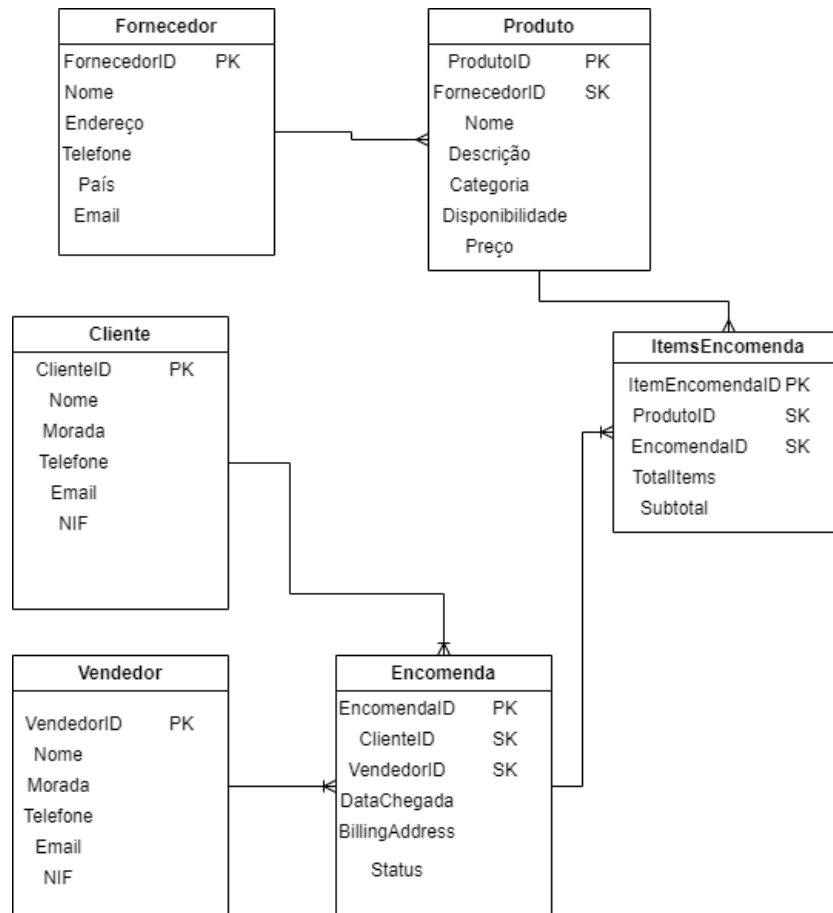 Fornecedor
FornecedorID PK
Nome
Endereço
Telefone
País
Email
Produto
ProdutoID PK
FornecedorID SK
Nome
Descrição
Categoria
Disponibilidade
Preço
Cliente
ClienteID PK
Nome
Morada
Telefone
Email
NIF
ItemsEncomenda
ItemEncomendaID PK
ProdutoID SK
EncomendaID SK
TotalItems
Subtotal
Vendedor
VendedorID PK
Nome
Morada
Telefone
Email
NIF
Encomenda
EncomendaID PK
ClienteID SK
VendedorID SK
DataChegada
BillingAddress
Status